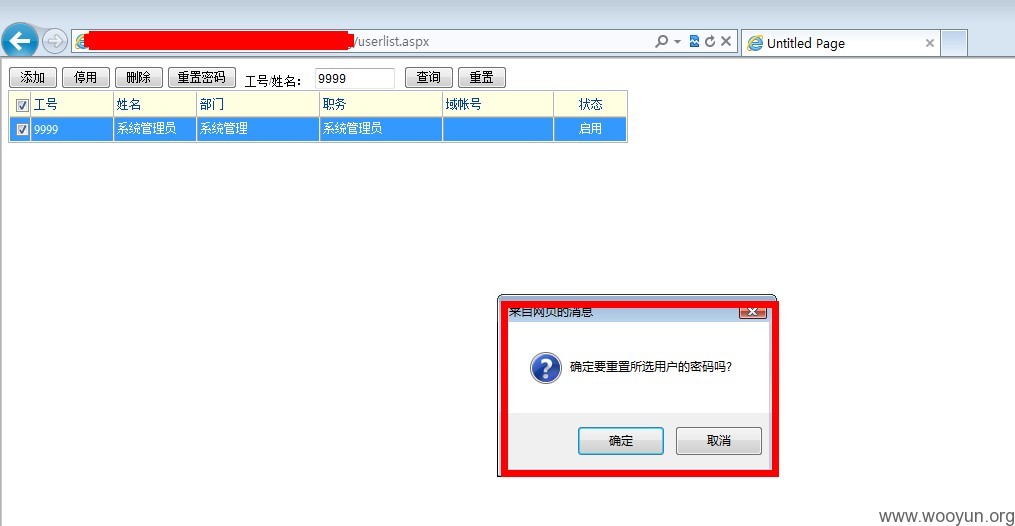 /userlist.aspx
Untitled Page
添加 停用 删除 重置密码 工号/姓名: 9999 查询 重置
工号 姓名 部门 职务 域帐号 状态
9999 系统管理员 系统管理 系统管理员 启用
来自网页的消息
确定要重置所选用户的密码吗?
确定 取消
www.wooyun.org